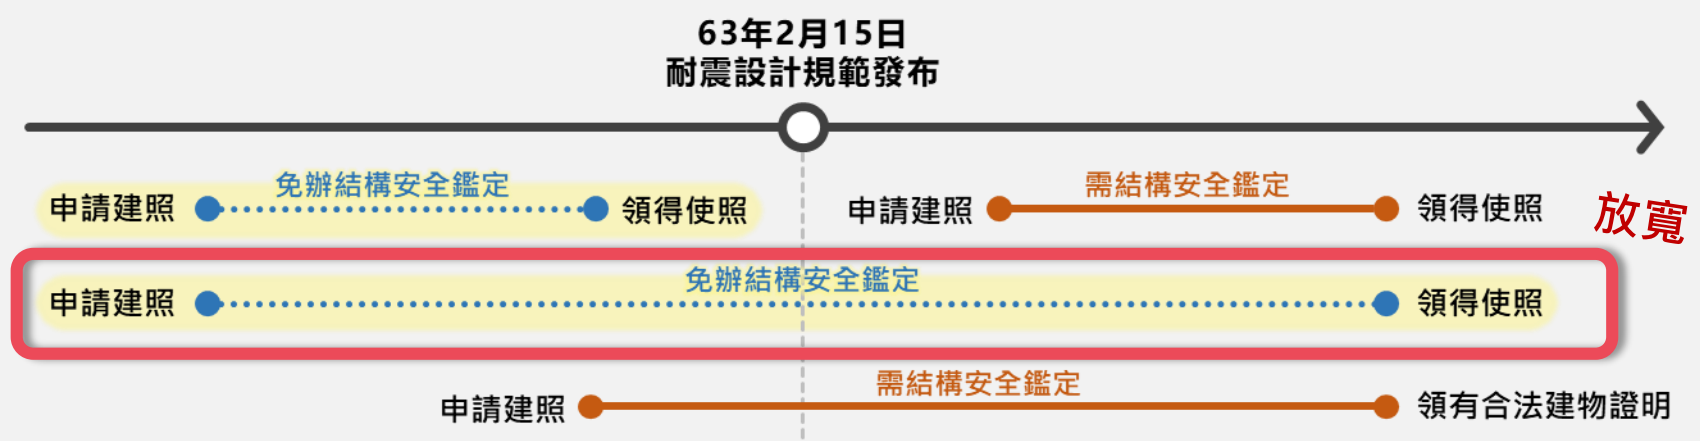 63年2月15日
耐震設計規範發布
申請建照 免辦結構安全鑑定 領得使照
申請建照 需結構安全鑑定 領得使照
放寬
申請建照 免辦結構安全鑑定 領得使照
申請建照 需結構安全鑑定 領有合法建物證明